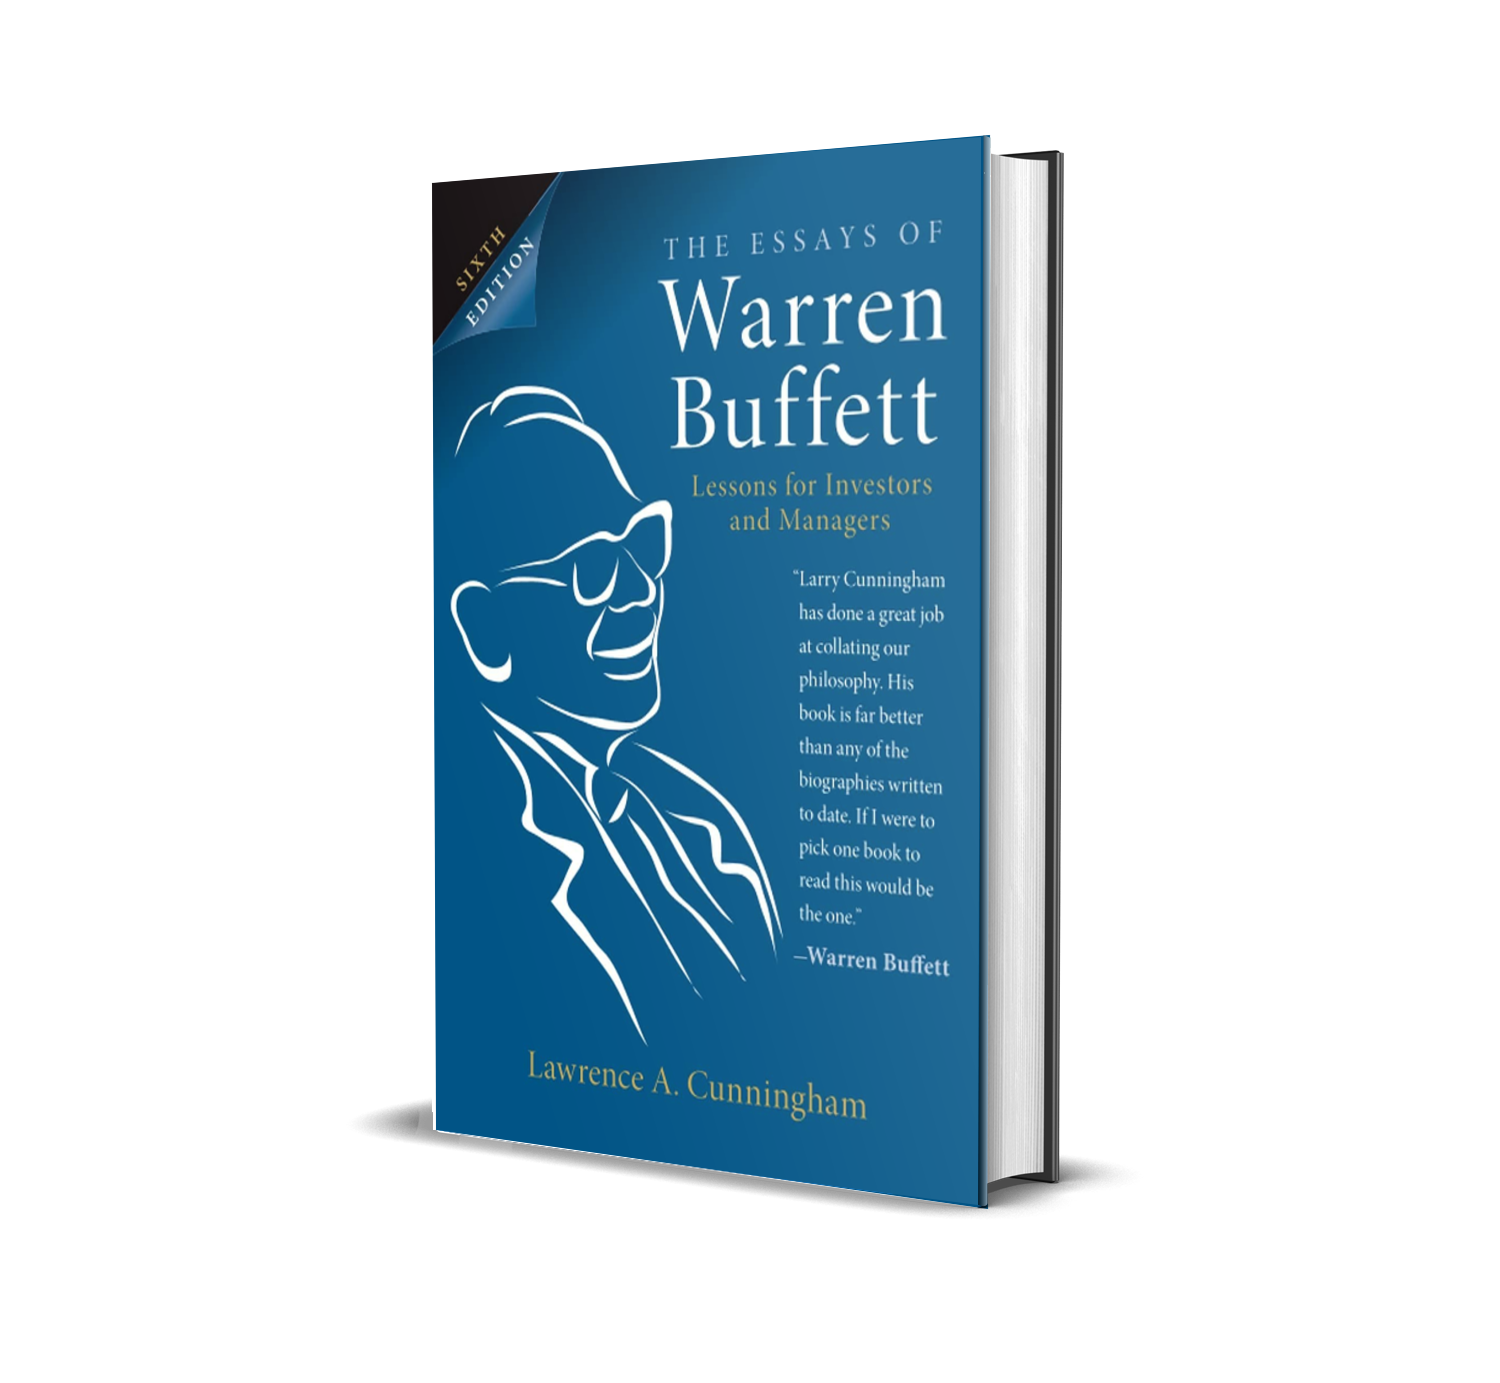 SIXTH
EDITION
THE ESSAYS OF
Warren
Buffett
Lessons for Investors
and Managers
“Larry Cunningham
has done a great job
at collating our
philosophy. His
book is far better
than any of the
biographies written
to date. If I were to
pick one book to
read this would be
the one.”
—Warren Buffett
Lawrence A. Cunningham